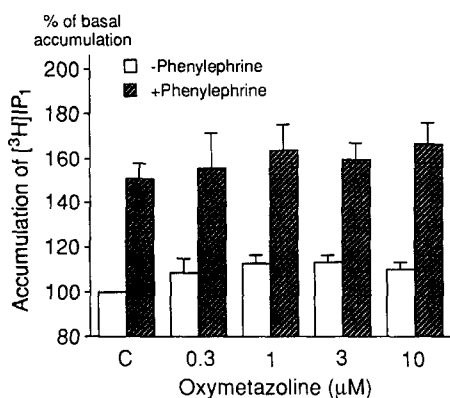 % of basal
accumulation
-Phenylephrine
+Phenylephrine
Accumulation of [³H]IP₁
200
180
160
140
120
100
80
C 0.3 1 3 10
Oxymetazoline (µM)